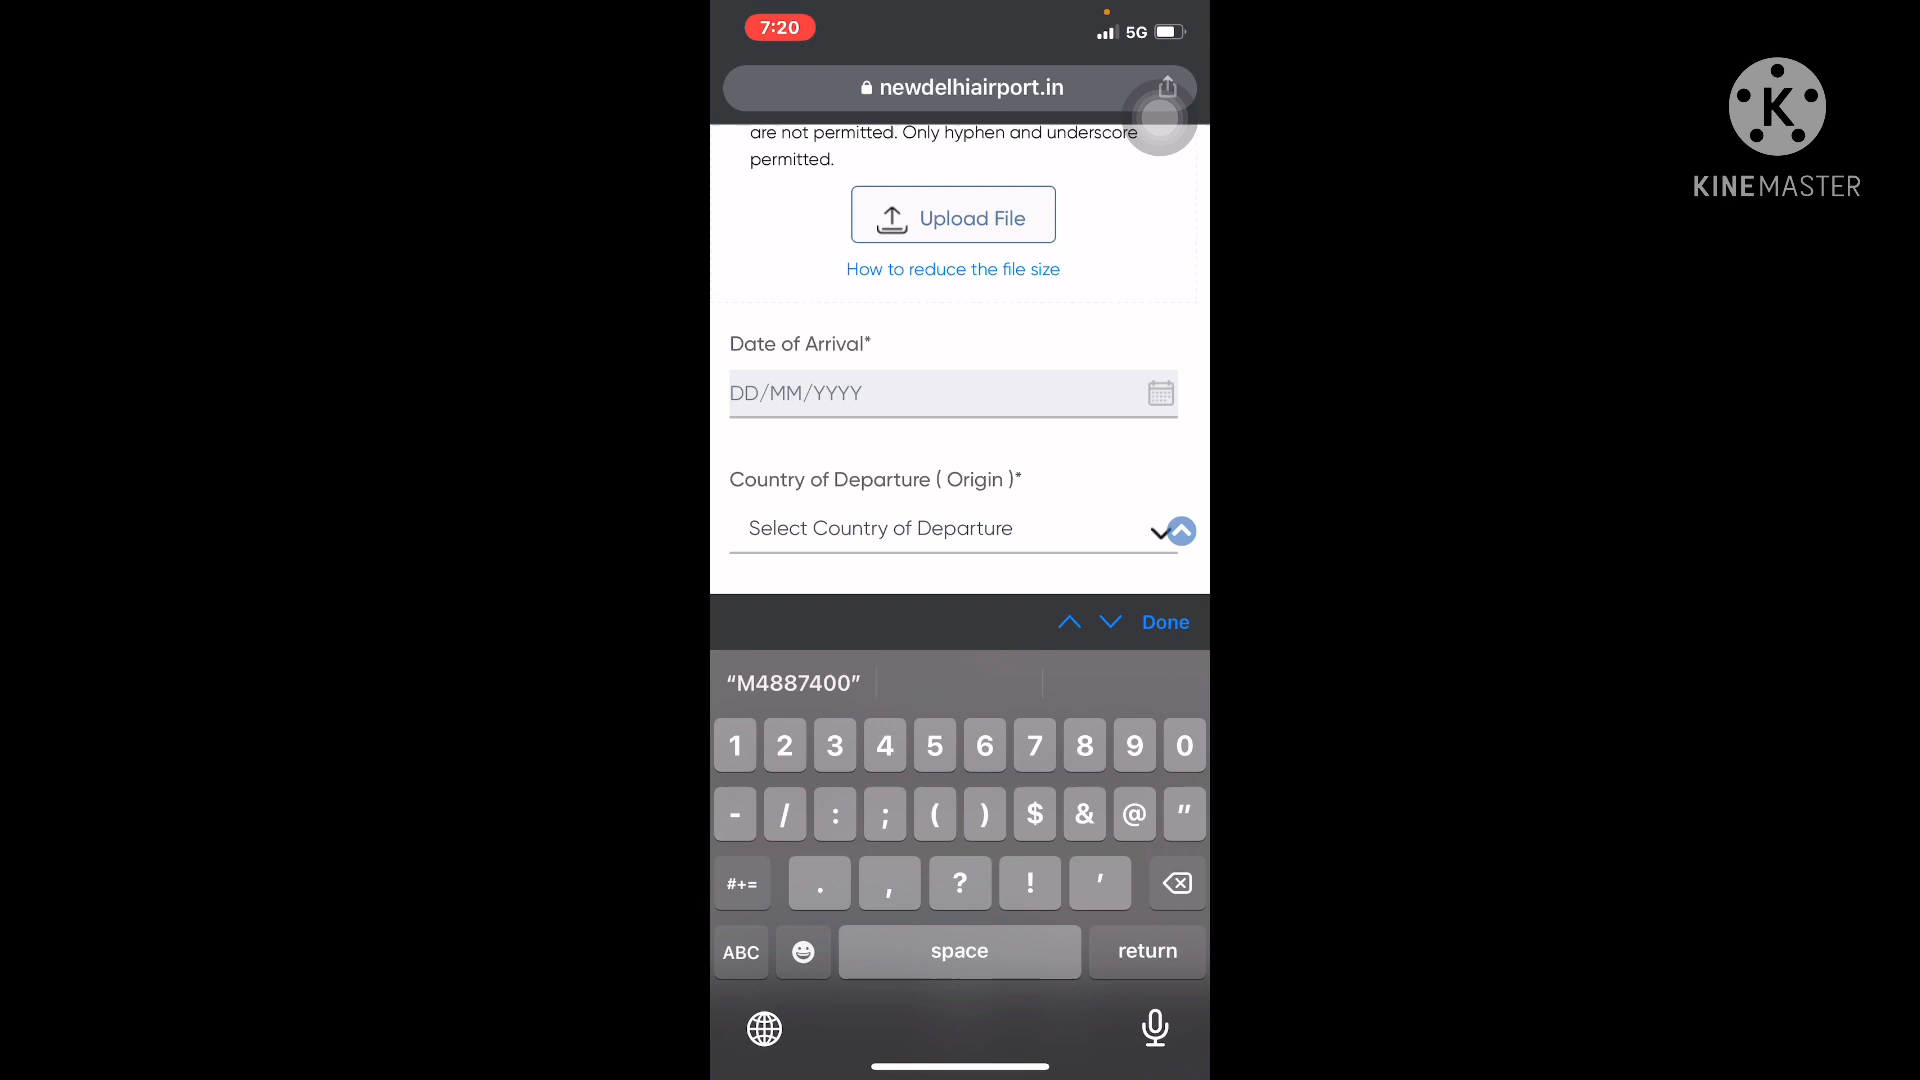 7:20
5G
newdelhiairport.in
KINEMASTER
are not permitted. Only hyphen and underscore
permitted.
Upload File
How to reduce the file size
Date of Arrival*
DD/MM/YYYY
Country of Departure ( Origin )*
Select Country of Departure
Done
“M4887400”
1 2 3 4 5 6 7 8 9 0
- / : ; ( ) $ & @ "
#+= . , ? ! '
ABC space return